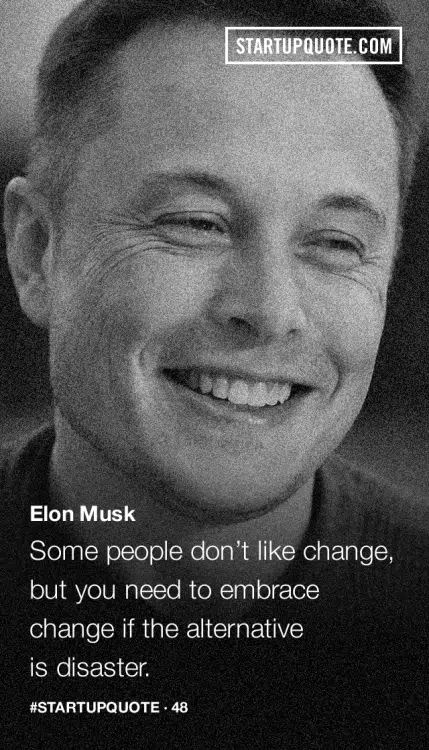 STARTUPQUOTE.COM
Elon Musk
Some people don’t like change,
but you need to embrace
change if the alternative
is disaster.
#STARTUPQUOTE · 48